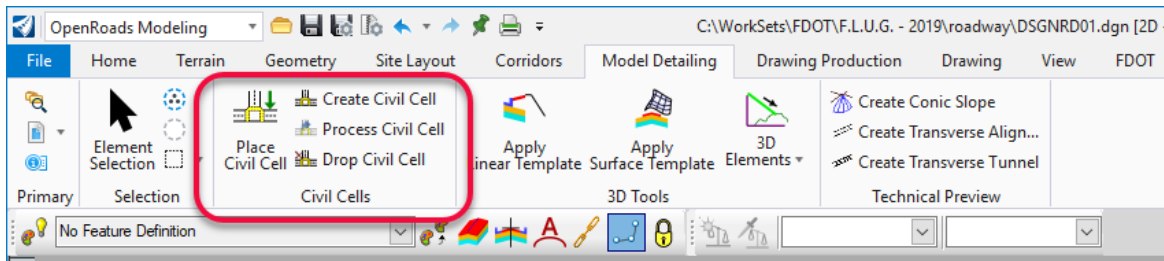 OpenRoads Modeling
C:\WorkSets\FDOT\F.L.U.G. - 2019\roadway\DSGNRD01.dgn [2D -
File Home Terrain Geometry Site Layout Corridors Model Detailing Drawing Production Drawing View FDOT
Element
Selection
Place
Civil Cell
Create Civil Cell
Process Civil Cell
Drop Civil Cell
Apply
Linear Template
Apply
Surface Template
3D
Elements
Create Conic Slope
Create Transverse Align...
Create Transverse Tunnel
Primary Selection Civil Cells 3D Tools Technical Preview
No Feature Definition